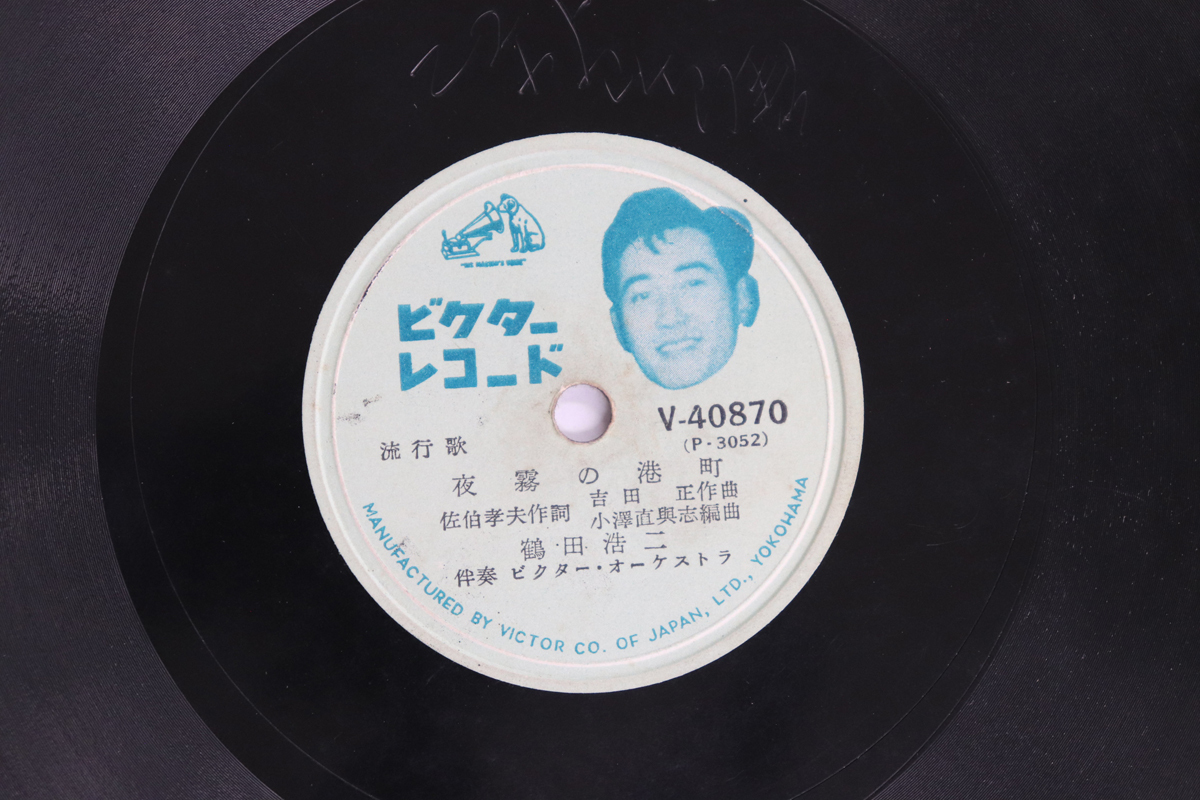 "HIS MASTER'S VOICE"
ビクター
レコード
V-40870
(P-3052)
流行歌
夜霧の港町
佐伯孝夫作詞
吉田 正作曲
小澤直與志編曲
鶴田浩二
伴奏 ビクター・オーケストラ
MANUFACTURED BY VICTOR CO. OF JAPAN, LTD., YOKOHAMA